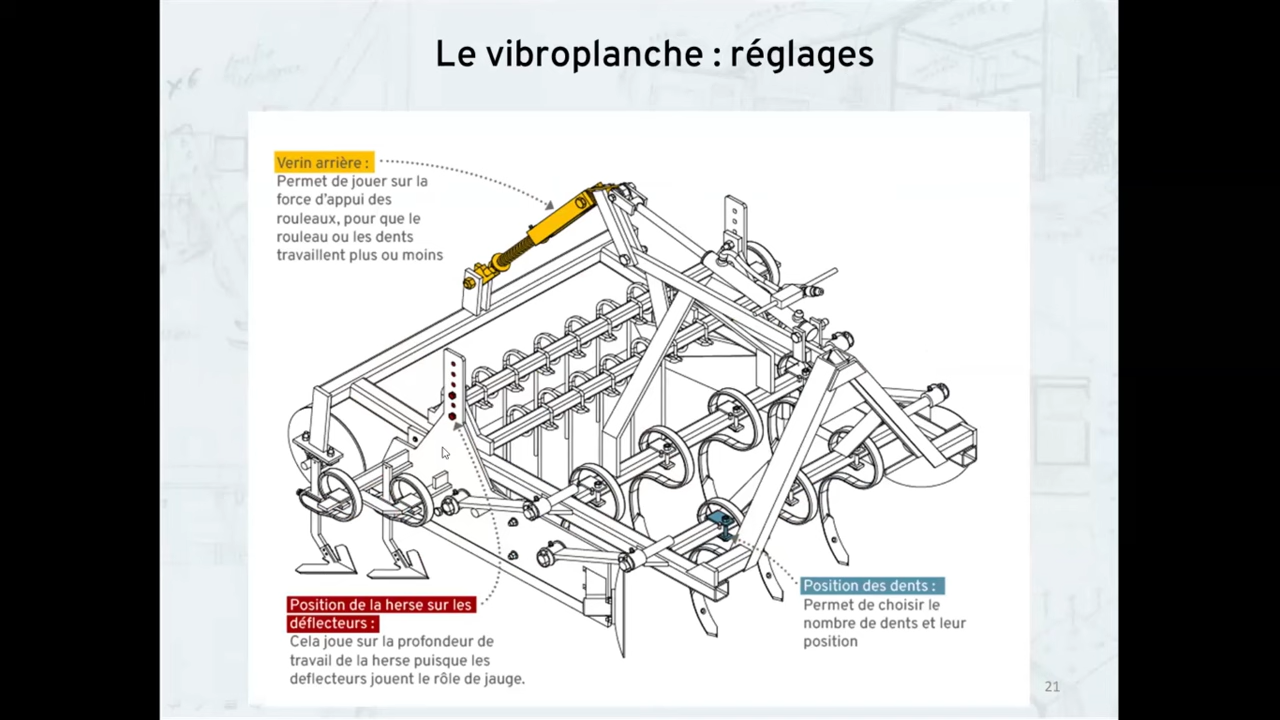 Le vibroplanche : réglages
Verin arrière :
Permet de jouer sur la
force d'appui des
rouleaux, pour que le
rouleau ou les dents
travaillent plus ou moins
Position de la herse sur les
déflecteurs :
Cela joue sur la profondeur de
travail de la herse puisque les
deflecteurs jouent le rôle de jauge.
Position des dents :
Permet de choisir le
nombre de dents et leur
position
21